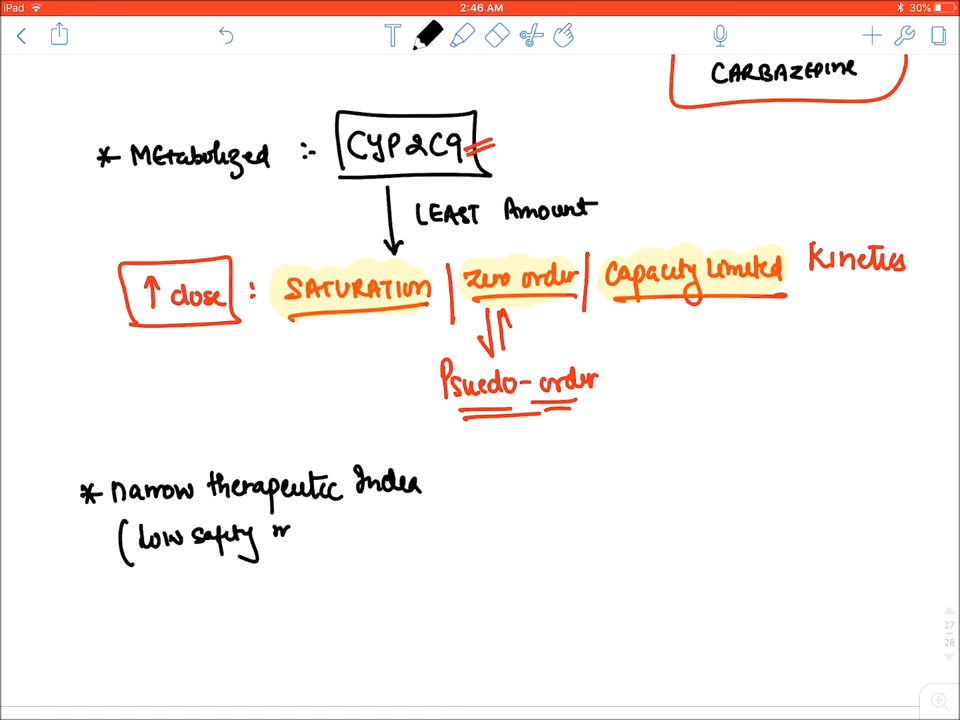 iPad 2:46 AM 30%
T
CARBAZEPINE
* Metabolized :- CYP2C9
LEAST Amount
↑ dose : SATURATION | Zero order | Capacity Limited Kinetics
Psuedo-order
* Narrow therapeutic Index
(Low safety m
27
28